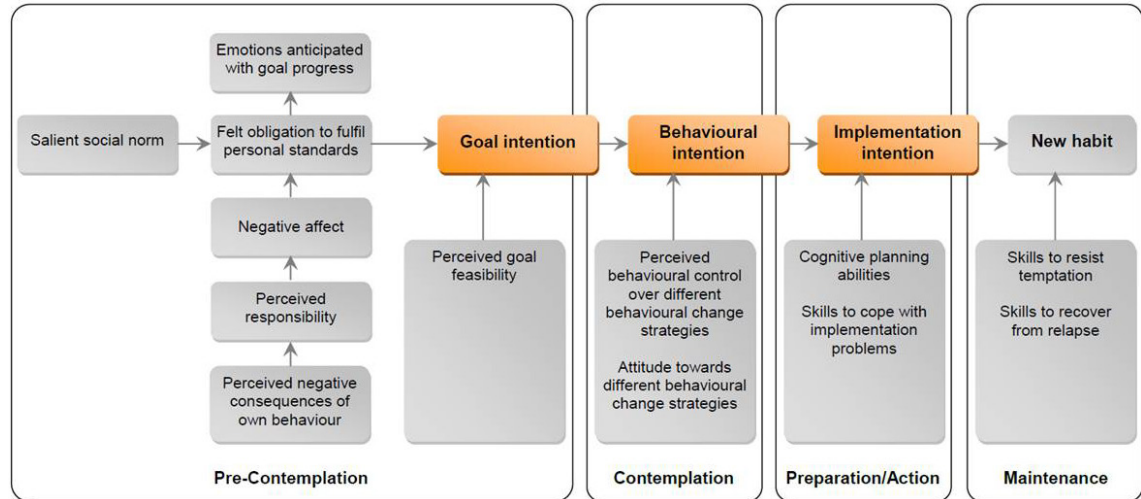 Emotions anticipated
with goal progress
Salient social norm
Felt obligation to fulfil
personal standards
Goal intention
Behavioural
intention
Implementation
intention
New habit
Negative affect
Perceived
responsibility
Perceived negative
consequences of
own behaviour
Perceived goal
feasibility
Perceived
behavioural control
over different
behavioural change
strategies
Attitude towards
different behavioural
change strategies
Cognitive planning
abilities
Skills to cope with
implementation
problems
Skills to resist
temptation
Skills to recover
from relapse
Pre-Contemplation
Contemplation
Preparation/Action
Maintenance